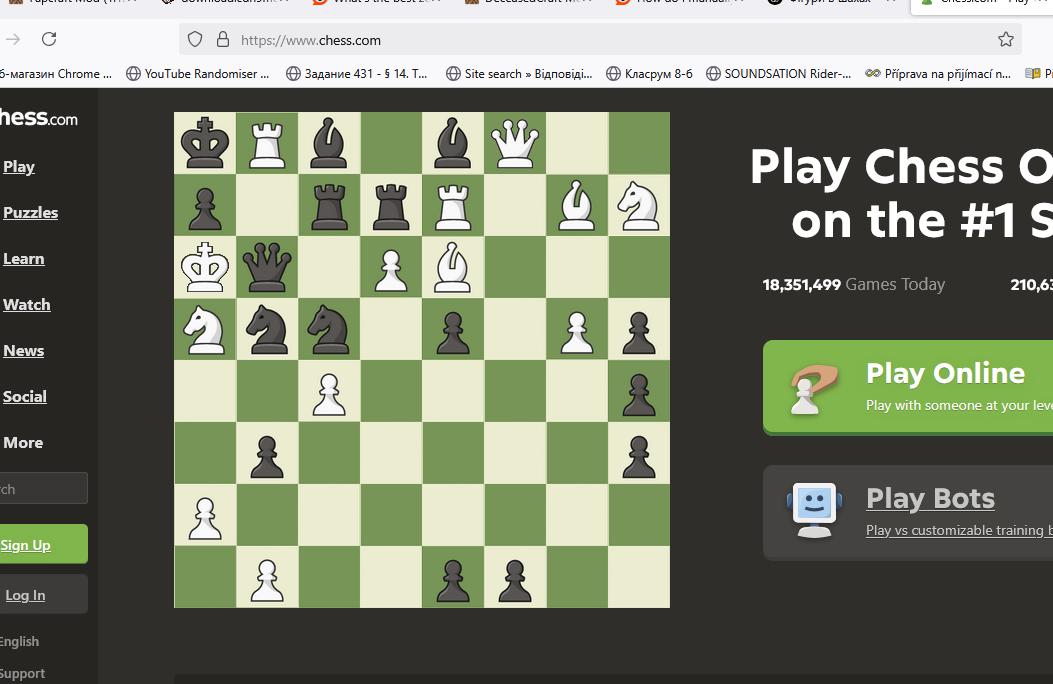 https://www.chess.com
YouTube Randomiser ...
Задание 431 - § 14. Т...
Site search » Відповіді...
Класрум 8-б
SOUNDSATION Rider-...
Příprava na přijímací n...
б-магазин Chrome ...
hess.com
Play
Puzzles
Learn
Watch
News
Social
More
Sign Up
Log In
English
Support
Play Chess O
on the #1 S
18,351,499 Games Today
210,63
Play Online
Play with someone at your leve
Play Bots
Play vs customizable training b